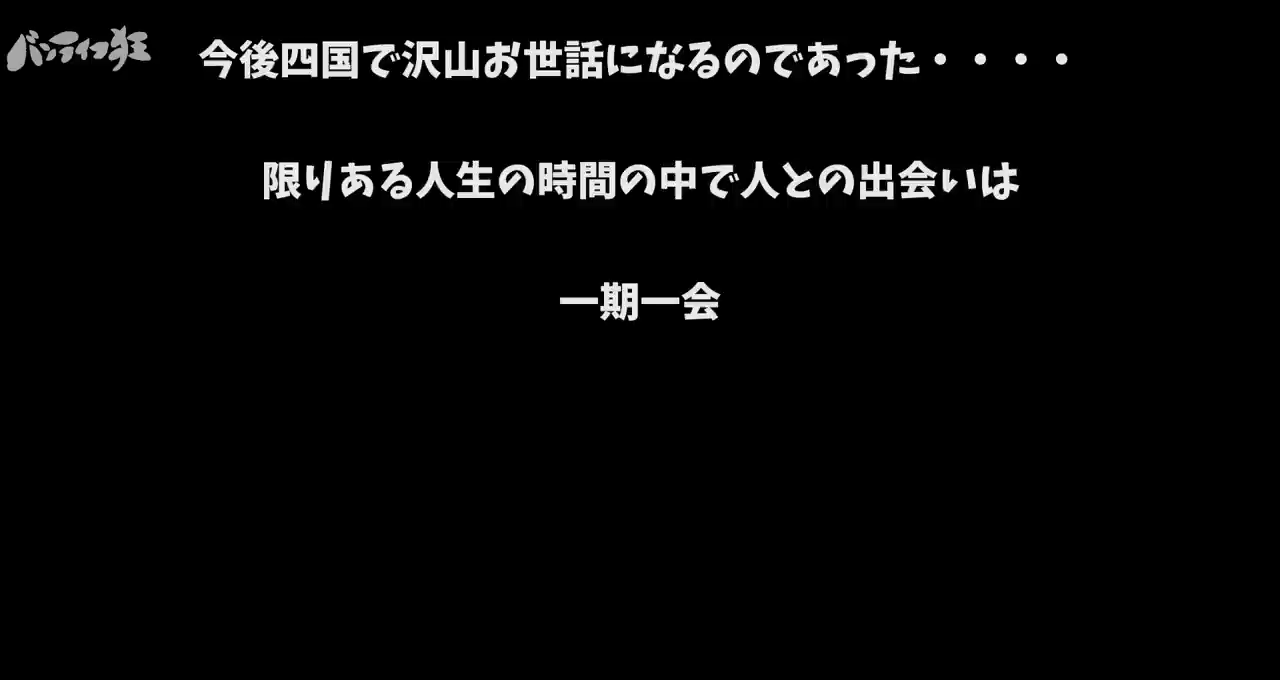 バンライフ狂
今後四国で沢山お世話になるのであった・・・・
限りある人生の時間の中で人との出会いは
一期一会